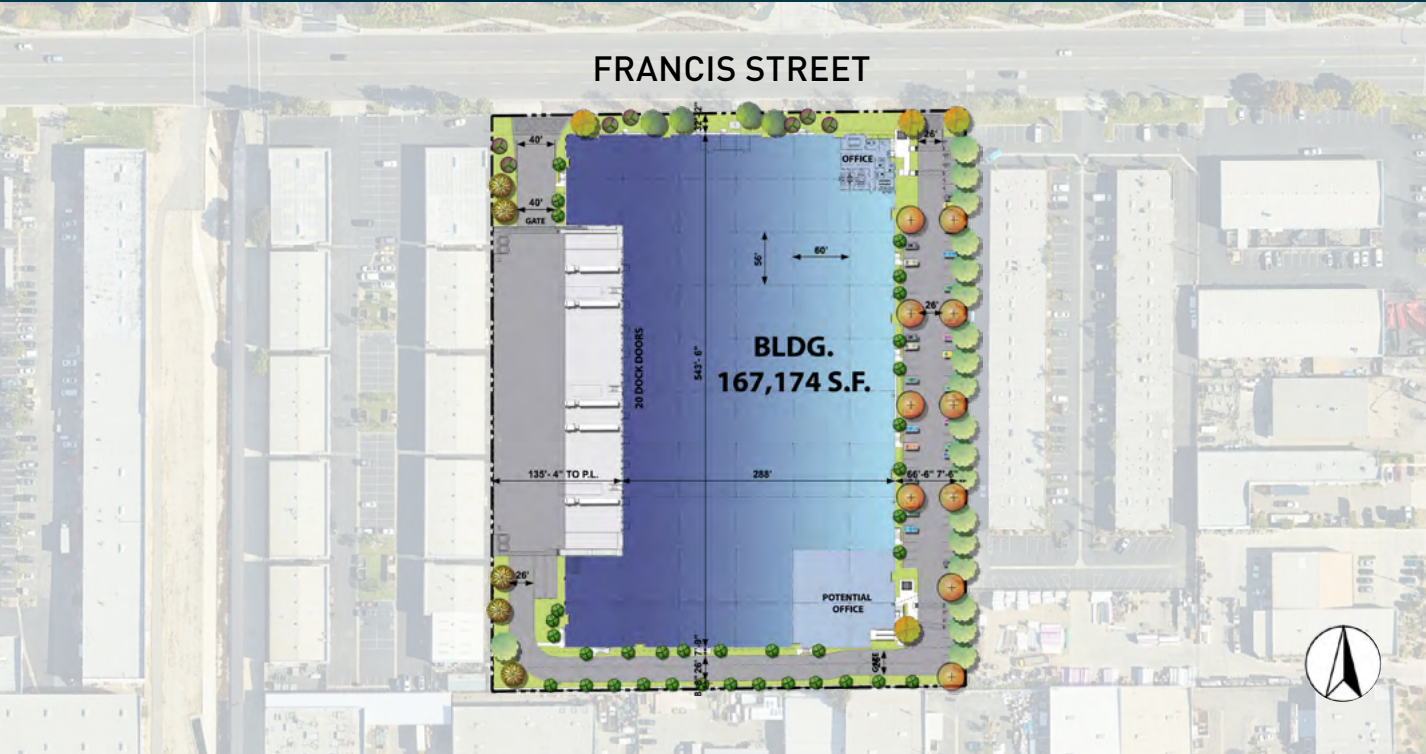 FRANCIS STREET
40'
26'
OFFICE
40'
GATE
56'
60'
26'
20 DOCK DOORS
543'- 6"
BLDG.
167,174 S.F.
135'- 4" TO P.L.
288'
66'-6" 7'-6"
26'
POTENTIAL
OFFICE
26'